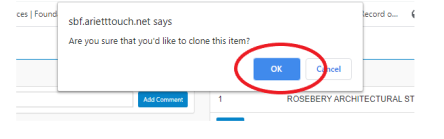 ces | Found
sbf.arietttouch.net says
Record o...
Are you sure that you'd like to clone this item?
OK
Cancel
Add Comment
1
ROSEBERY ARCHITECTURAL ST